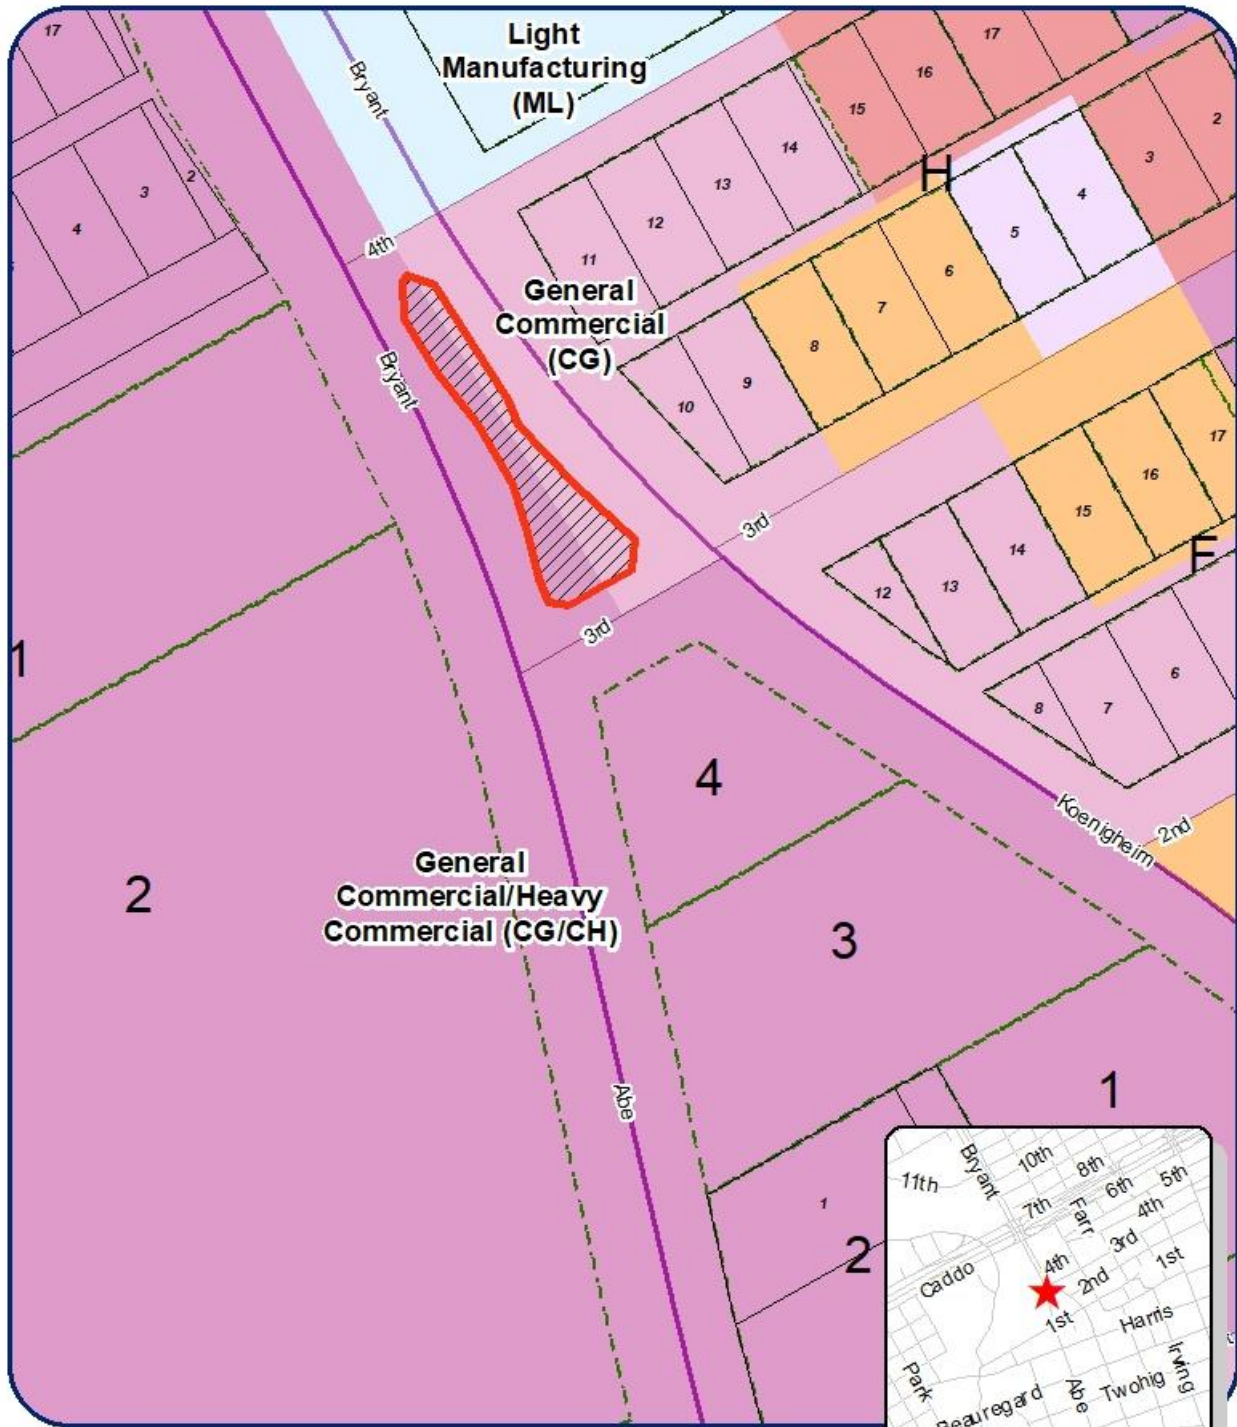 17
Light
Manufacturing
(ML)
Bryant
17
16
15
2
3
H
14
13
12
11
4
5
2
3
4
4th
6
7
8
General
Commercial
(CG)
Bryant
9
10
17
16
15
3rd
F
14
13
12
3rd
6
7
8
1
4
Koenigheim
2nd
General
Commercial/Heavy
Commercial (CG/CH)
2
3
Abe
1
1
2
Bryant
10th
8th
5th
11th
6th
7th
Farr
4th
3rd
4th
1st
Caddo
2nd
1st
Harris
Irving
Park
Abe
Twohig
Beauregard